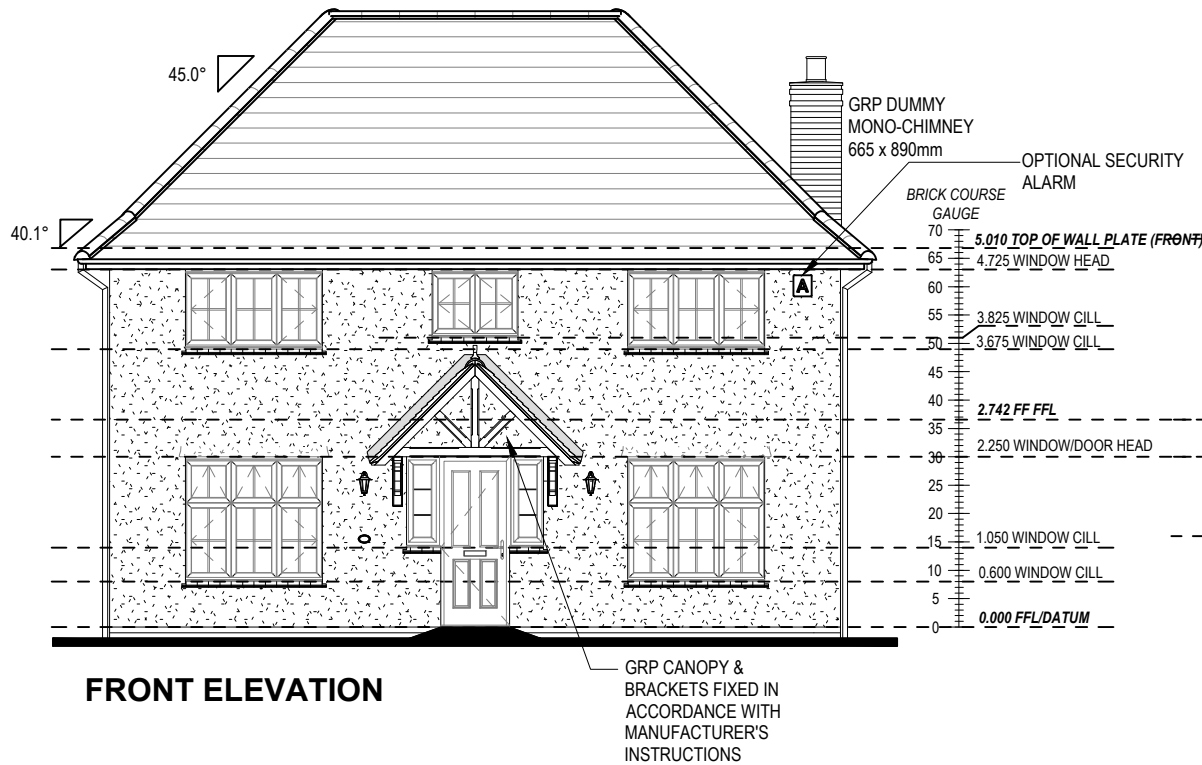 45.0°
GRP DUMMY
MONO-CHIMNEY
665 x 890mm
OPTIONAL SECURITY
ALARM
BRICK COURSE
GAUGE
40.1°
70
5.010 TOP OF WALL PLATE (FRONT)
65
4.725 WINDOW HEAD
A
60
55
3.825 WINDOW CILL
50
3.675 WINDOW CILL
45
40
2.742 FF FFL
35
2.250 WINDOW/DOOR HEAD
30
25
20
15
1.050 WINDOW CILL
10
0.600 WINDOW CILL
5
0.000 FFL/DATUM
0
GRP CANOPY &
BRACKETS FIXED IN
ACCORDANCE WITH
MANUFACTURER'S
INSTRUCTIONS
FRONT ELEVATION